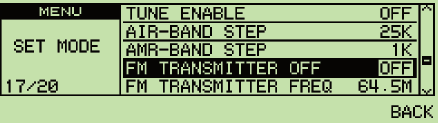 MENU
SET MODE
17/20
TUNE ENABLE OFF
AIR-BAND STEP 25K
AMR-BAND STEP 1K
FM TRANSMITTER OFF OFF
FM TRANSMITTER FREQ 64.5M
BACK